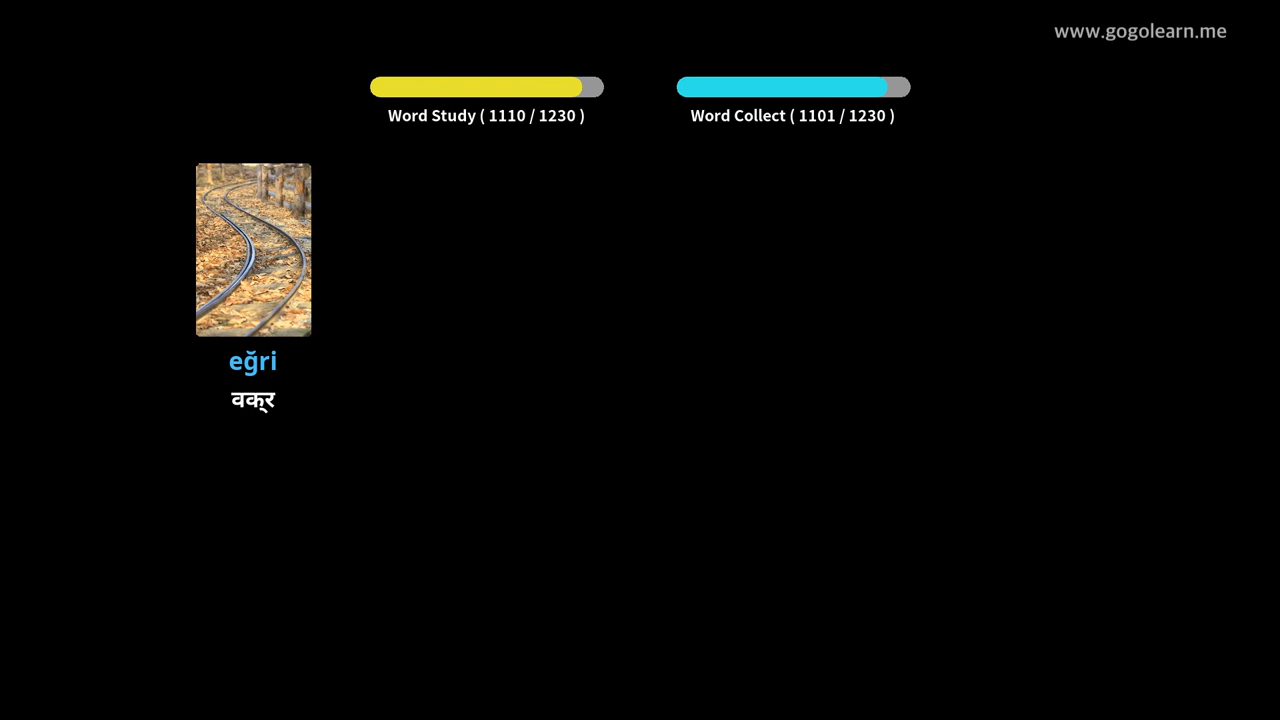 www.gogolearn.me
Word Study ( 1110 / 1230 )
Word Collect ( 1101 / 1230 )
eğri
वक्र